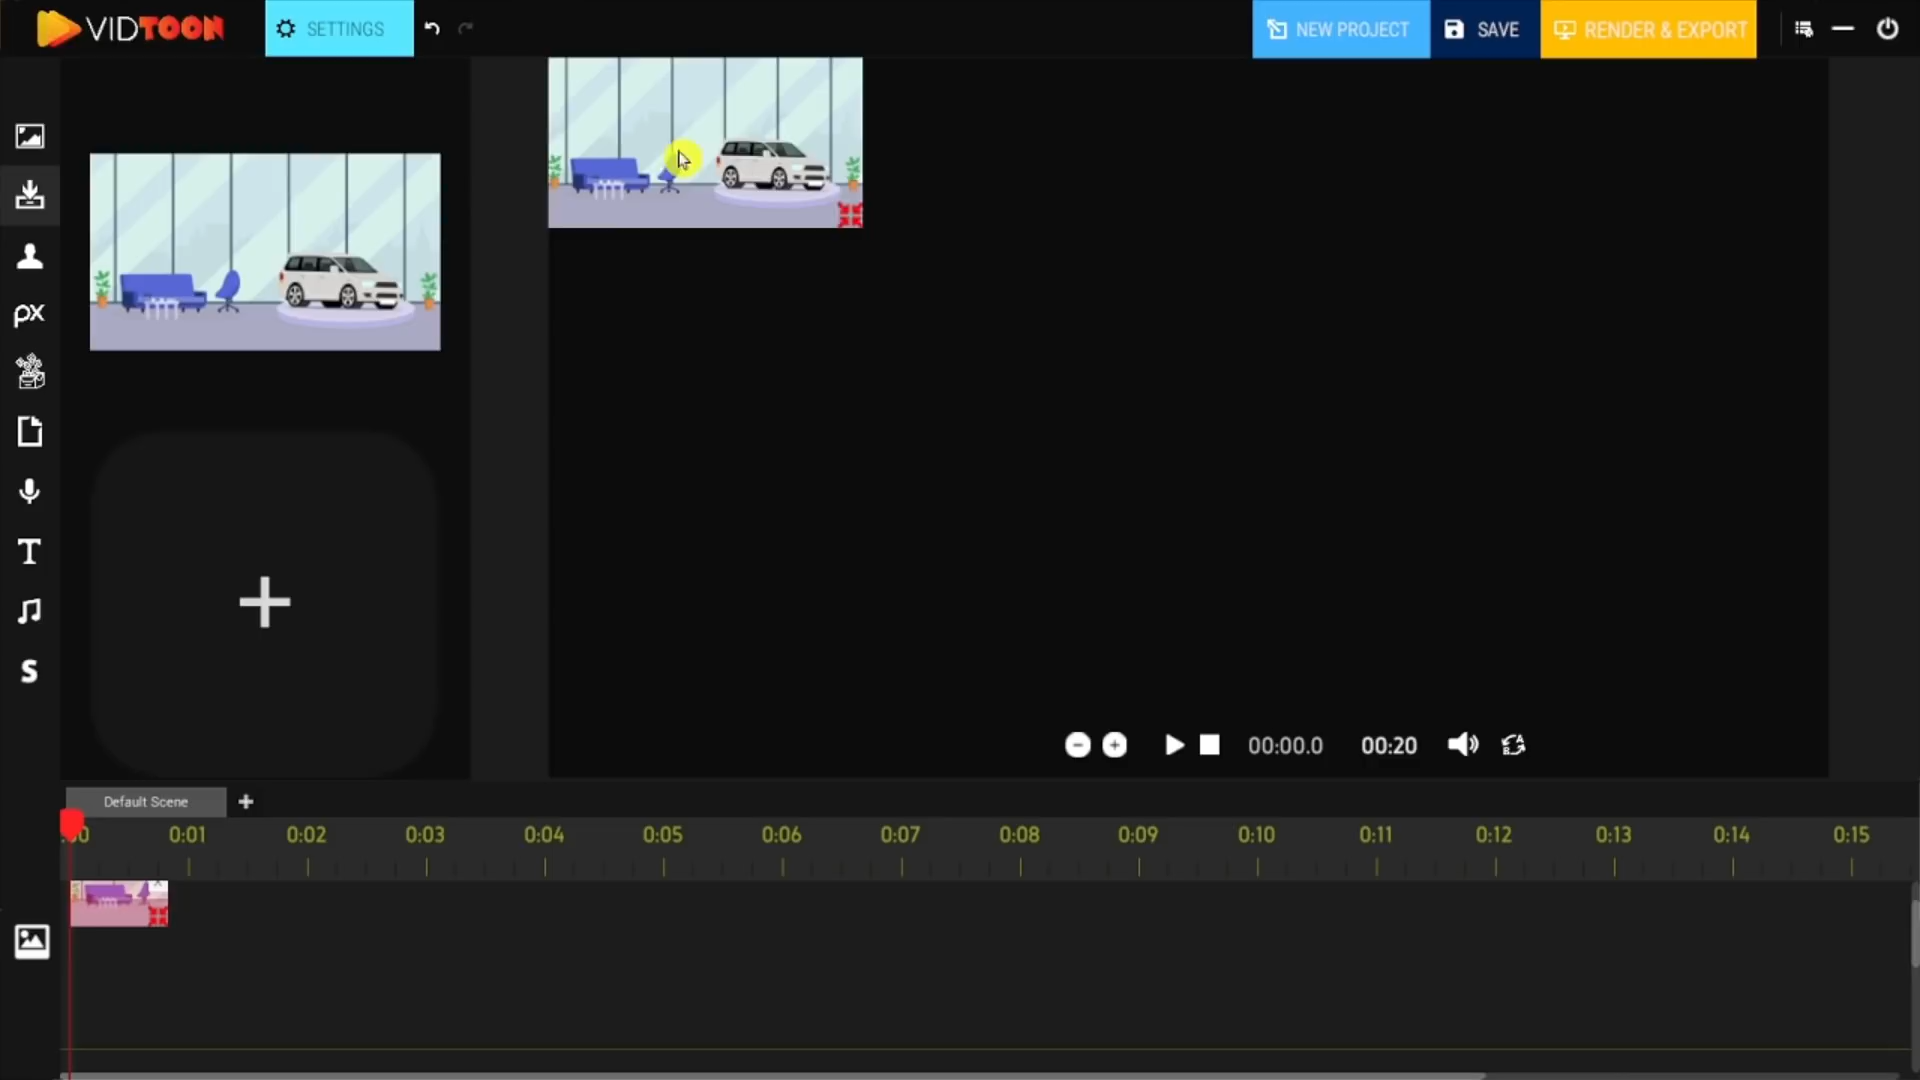 VIDTOON
SETTINGS
NEW PROJECT
SAVE
RENDER & EXPORT
px
T
S
00:00.0
00:20
Default Scene
:00 0:01 0:02 0:03 0:04 0:05 0:06 0:07 0:08 0:09 0:10 0:11 0:12 0:13 0:14 0:15